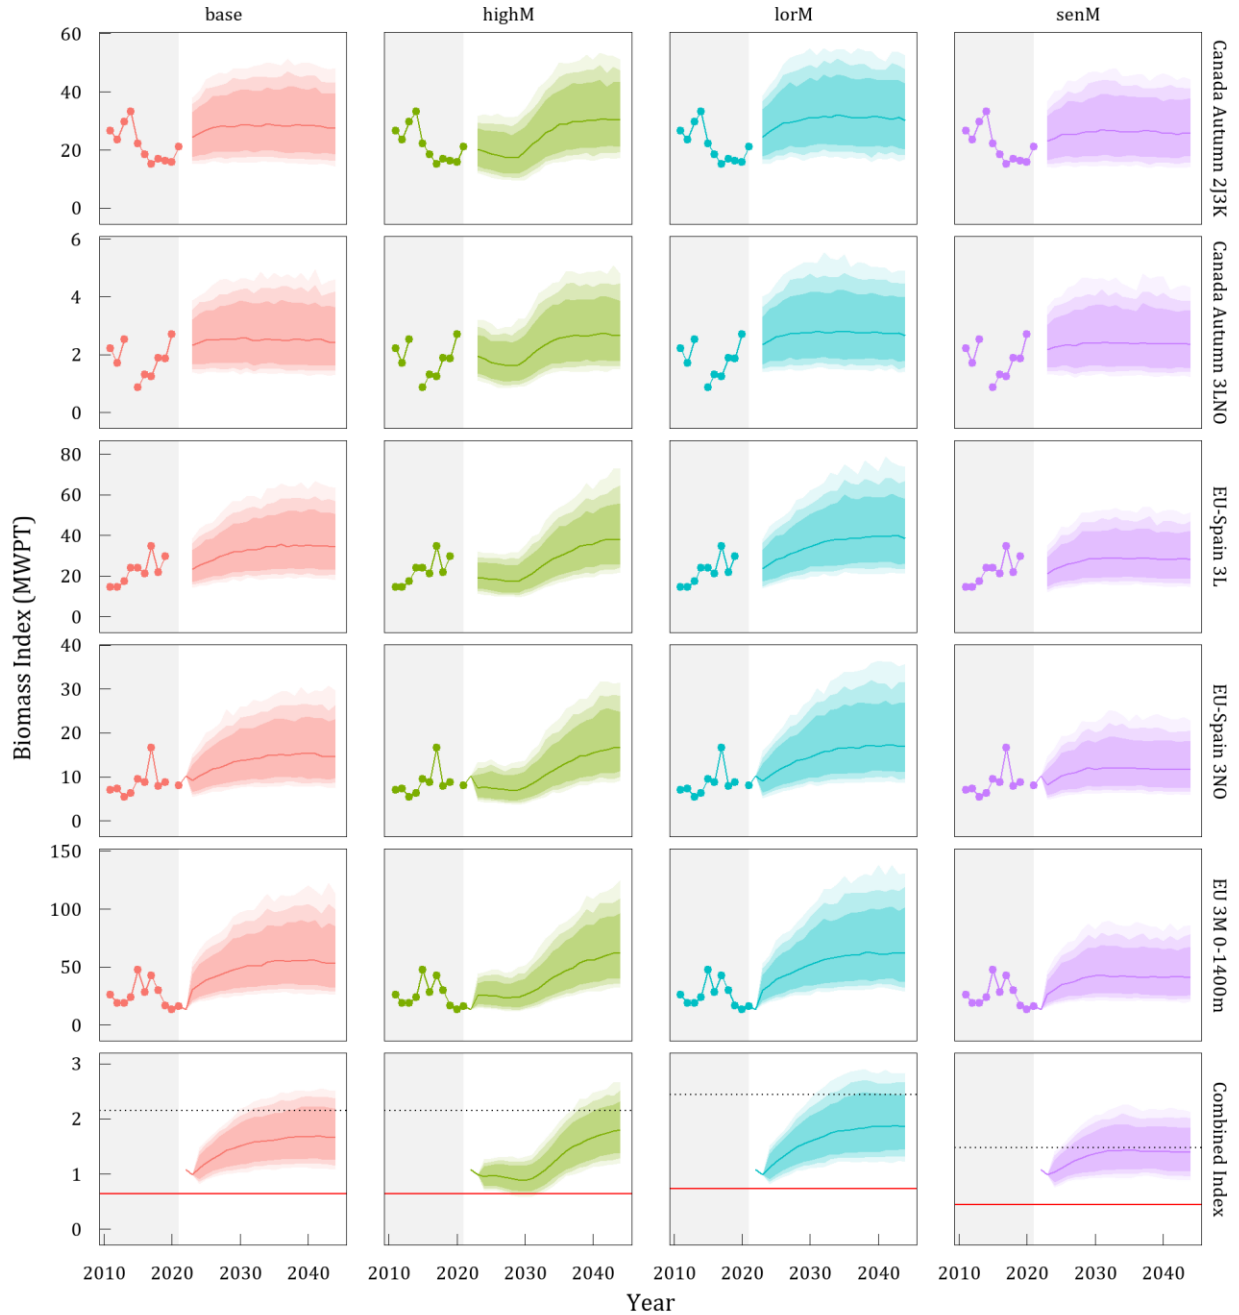 base highM lorM senM
60
40
20
0
Canada Autumn 2J3K
6
4
2
0
Canada Autumn 3LNO
80
60
40
20
0
EU-Spain 3L
Biomass Index (MWPT)
40
30
20
10
0
EU-Spain 3NO
150
100
50
0
EU 3M 0-1400m
3
2
1
0
Combined Index
2010 2020 2030 2040 2010 2020 2030 2040 2010 2020 2030 2040 2010 2020 2030 2040
Year